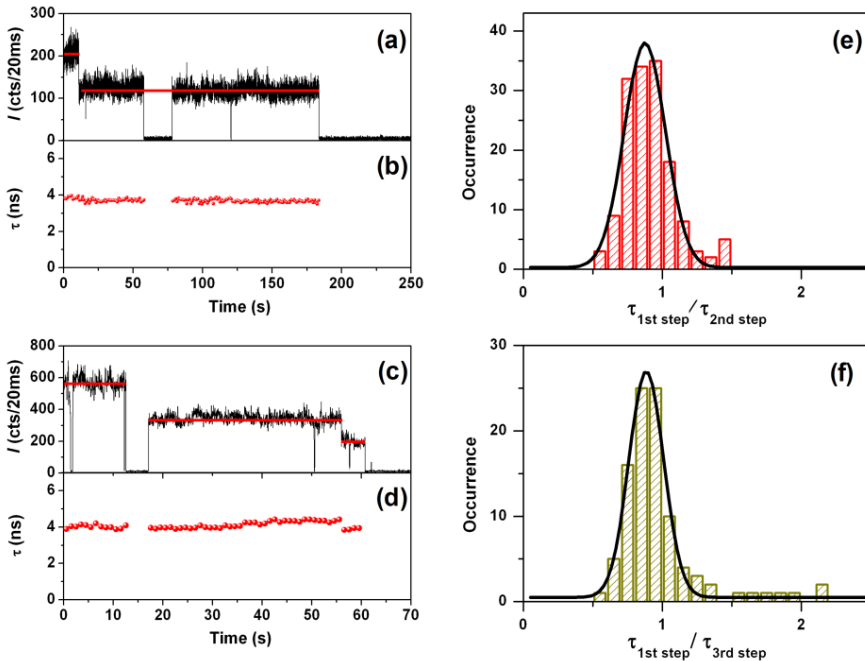 (a)
I (cts/20ms)
300
200
100
0
(b)
τ (ns)
6
4
2
0
0 50 100 150 200 250
Time (s)
(c)
I (cts/20ms)
800
600
400
200
0
(d)
τ (ns)
6
4
2
0
0 10 20 30 40 50 60 70
Time (s)
(e)
Occurrence
40
30
20
10
0
0 1 2
τ1st step/τ2nd step
(f)
Occurrence
30
20
10
0
0 1 2
τ1st step/τ3rd step